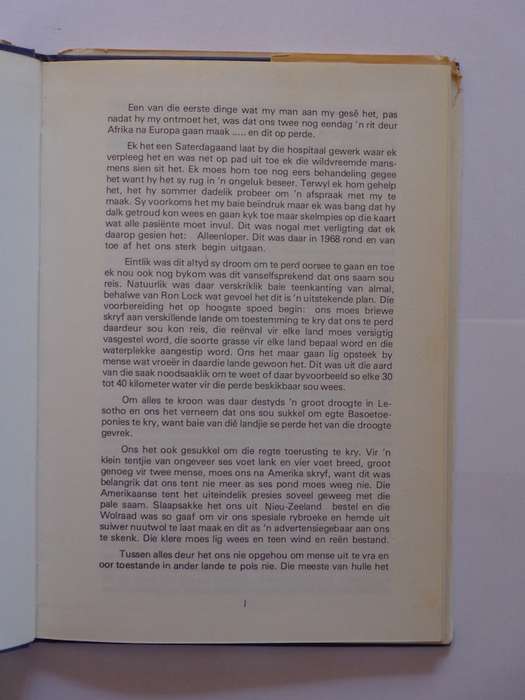 Een van die eerste dinge wat my man aan my gesê het, pas
nadat hy my ontmoet het, was dat ons twee nog eendag 'n rit deur
Afrika na Europa gaan maak ..... en dit op perde.
Ek het een Saterdagaand laat by die hospitaal gewerk waar ek
verpleeg het en was net op pad uit toe ek die wildvreemde mans-
mens sien sit het. Ek moes hom toe nog eers behandeling gegee
het want hy het sy rug in 'n ongeluk beseer. Terwyl ek hom gehelp
het, het hy sommer dadelik probeer om 'n afspraak met my te
maak. Sy voorkoms het my baie beïndruk maar ek was bang dat hy
dalk getroud kon wees en gaan kyk toe maar skelmpies op die kaart
wat alle pasiënte moet invul. Dit was nogal met verligting dat ek
daarop gesien het: Alleenloper. Dit was daar in 1968 rond en van
toe af het ons sterk begin uitgaan.
Eintlik was dit altyd sy droom om te perd oorsee te gaan en toe
ek nou ook nog bykom was dit vanselfsprekend dat ons saam sou
reis. Natuurlik was daar verskriklik baie teenkanting van almal,
behalwe van Ron Lock wat gevoel het dit is 'n uitstekende plan. Die
voorbereiding het op hoogste spoed begin: ons moes briewe
skryf aan verskillende lande om toestemming te kry dat ons te perd
daardeur sou kon reis, die reënval vir elke land moes versigtig
vasgestel word, die soorte grasse vir elke land bepaal word en die
waterplekke aangestip word. Ons het maar gaan lig opsteek by
mense wat vroeër in daardie lande gewoon het. Dit was uit die aard
van die saak noodsaaklik om te weet of daar byvoorbeeld so elke 30
tot 40 kilometer water vir die perde beskikbaar sou wees.
Om alles te kroon was daar destyds 'n groot droogte in Le-
sotho en ons het verneem dat ons sou sukkel om egte Basoetoe-
ponies te kry, want baie van dië landjie se perde het van die droogte
gevrek.
Ons het ook gesukkel om die regte toerusting te kry. Vir 'n
klein tentjie van ongeveer ses voet lank en vier voet breed, groot
genoeg vir twee mense, moes ons na Amerika skryf, want dit was
belangrik dat ons tent nie meer as ses pond moes weeg nie. Die
Amerikaanse tent het uiteindelik presies soveel geweeg met die
pale saam. Slaapsakke het ons uit Nieu-Zeeland bestel en die
Wolraad was so gaaf om vir ons spesiale rybroeke en hemde uit
suiwer nuutwol te laat maak en dit as 'n advertensiegebaar aan ons
te skenk. Die klere moes lig wees en teen wind en reën bestand.
Tussen alles deur het ons nie opgehou om mense uit te vra en
oor toestande in ander lande te pols nie. Die meeste van hulle het
1